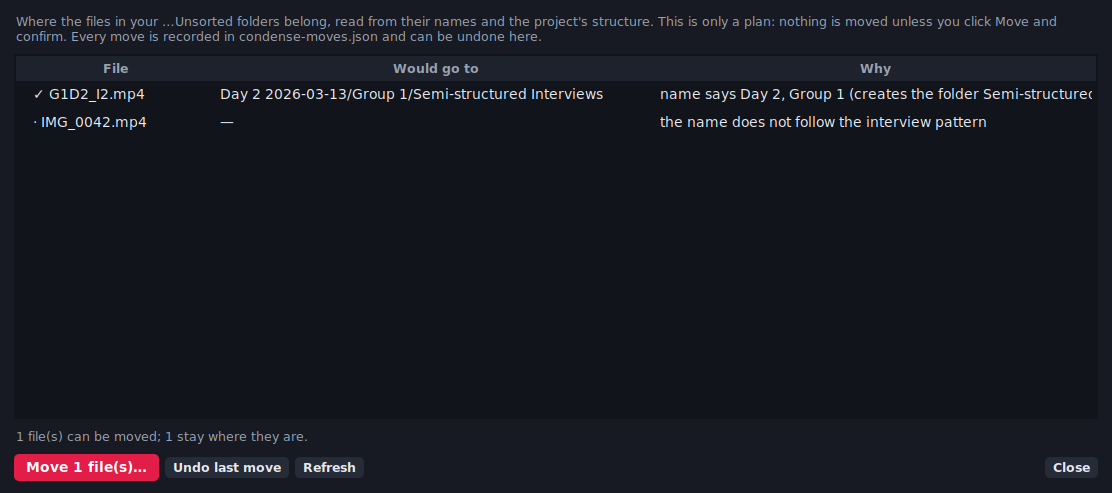 Where the files in your ...Unsorted folders belong, read from their names and the project's structure. This is only a plan: nothing is moved unless you click Move and
confirm. Every move is recorded in condense-moves.json and can be undone here.
File Would go to Why
✓ G1D2_I2.mp4 Day 2 2026-03-13/Group 1/Semi-structured Interviews name says Day 2, Group 1 (creates the folder Semi-structured
· IMG_0042.mp4 — the name does not follow the interview pattern
1 file(s) can be moved; 1 stay where they are.
Move 1 file(s)... Undo last move Refresh Close